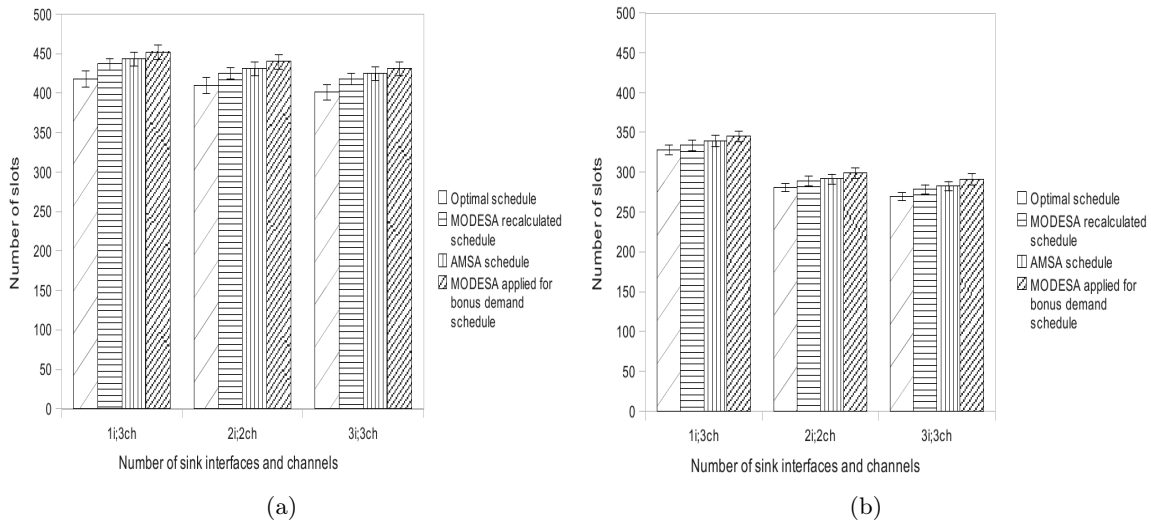 500
450
400
350
300
250
200
150
100
50
0
Number of slots
1i;3ch
2i;2ch
3i;3ch
Number of sink interfaces and channels
Optimal schedule
MODESA recalculated
schedule
AMSA schedule
MODESA applied for
bonus demand
schedule
(a)
500
450
400
350
300
250
200
150
100
50
0
Number of slots
1i;3ch
2i;2ch
3i;3ch
Number of sink interfaces and channels
Optimal schedule
MODESA recalculated
schedule
AMSA schedule
MODESA applied for
bonus demand
schedule
(b)